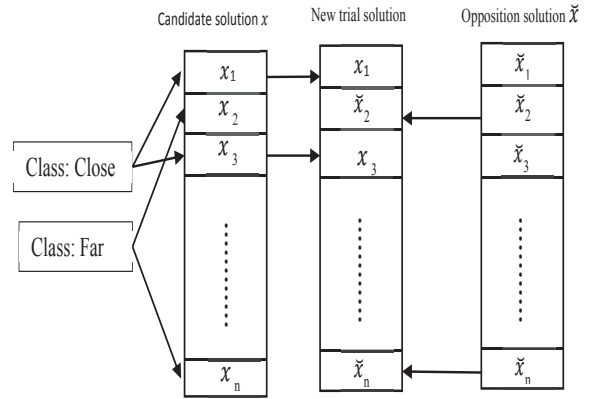 Candidate solution x
New trial solution
Opposition solution x̆
x1
x2
x3
xn
x1
x̆2
x3
x̆n
x̆1
x̆2
x̆3
x̆n
Class: Close
Class: Far